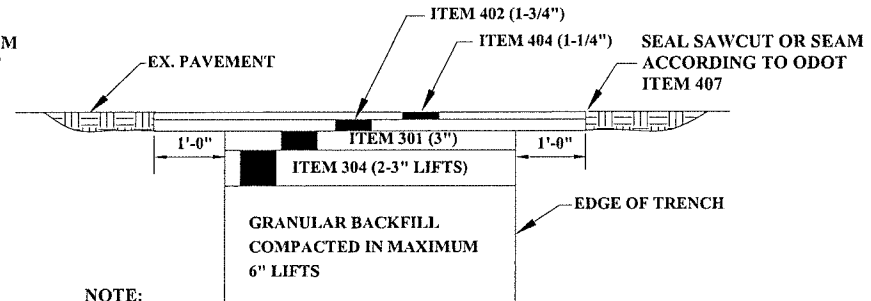 ITEM 402 (1-3/4")
M
ITEM 404 (1-1/4")
SEAL SAWCUT OR SEAM
ACCORDING TO ODOT
ITEM 407
EX. PAVEMENT
1'-0"
ITEM 301 (3")
1'-0"
ITEM 304 (2-3" LIFTS)
EDGE OF TRENCH
GRANULAR BACKFILL
COMPACTED IN MAXIMUM
6" LIFTS
NOTE: